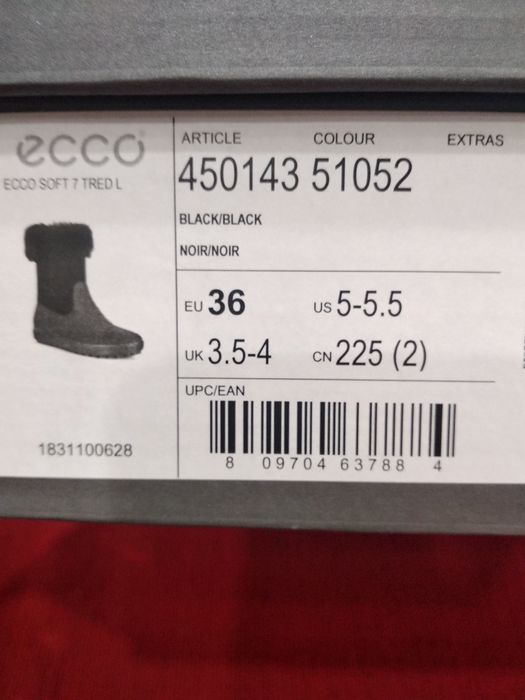 ecco
ECCO SOFT 7 TRED L
ARTICLE COLOUR EXTRAS
450143 51052
BLACK/BLACK
NOIR/NOIR
EU 36 US 5-5.5
UK 3.5-4 CN 225 (2)
UPC/EAN
8 09704 63788 4
1831100628